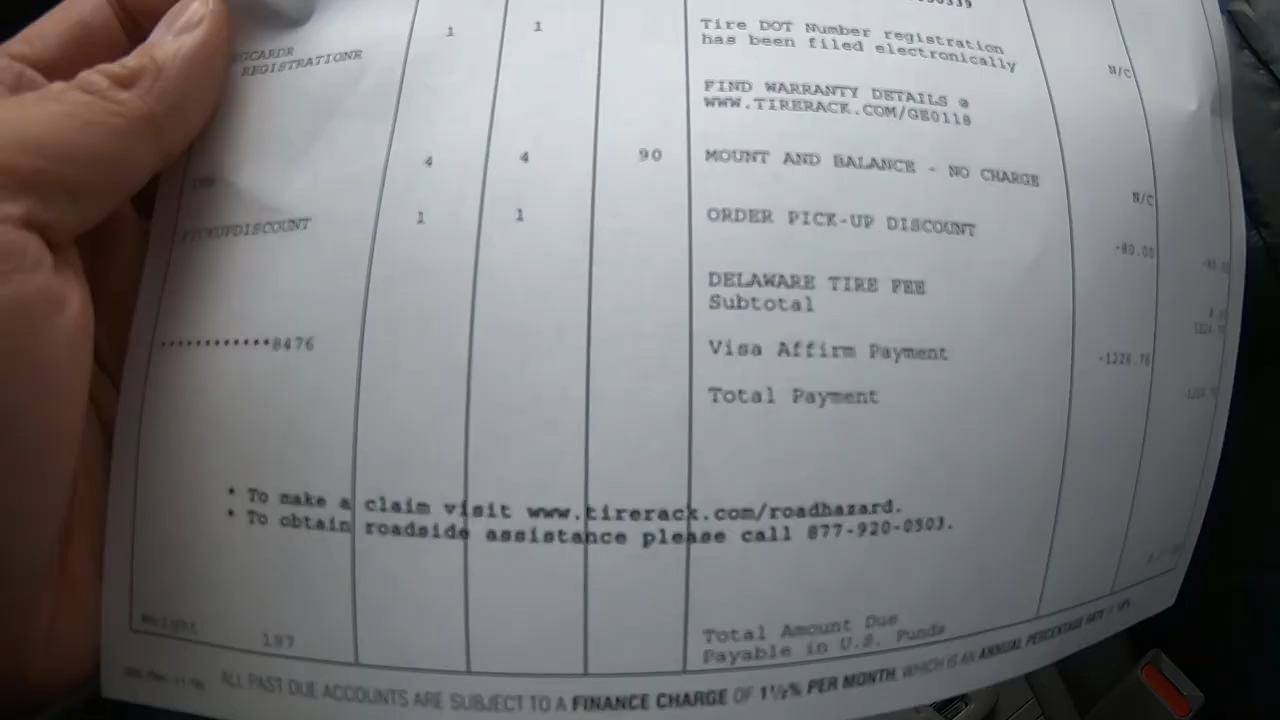 1 1 Tire DOT Number registration
REGISTRATIONR has been filed electronically N/C
FIND WARRANTY DETAILS @
WWW.TIRERACK.COM/GE0118
4 4 90 MOUNT AND BALANCE - NO CHARGE N/C
1 1 ORDER PICK-UP DISCOUNT -80.00
DELAWARE TIRE FEE
Subtotal
************8476 Visa Affirm Payment
Total Payment
* To make a claim visit www.tirerack.com/roadhazard.
* To obtain roadside assistance please call 877-920-0503.
Weight 197 Total Amount Due
Payable in U.S. Funds
ALL PAST DUE ACCOUNTS ARE SUBJECT TO A FINANCE CHARGE OF 1½% PER MONTH, WHICH IS AN ANNUAL PERCENTAGE RATE